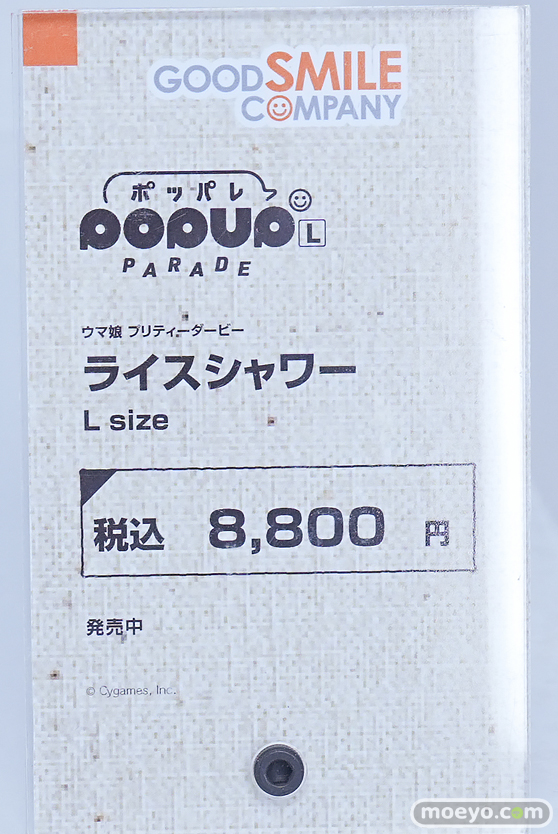 GOODSMILE
COMPANY
ポッパレ
POPUP L
PARADE
ウマ娘 プリティーダービー
ライスシャワー
L size
税込 8,800 円
発売中
© Cygames, Inc.
moeyo.com